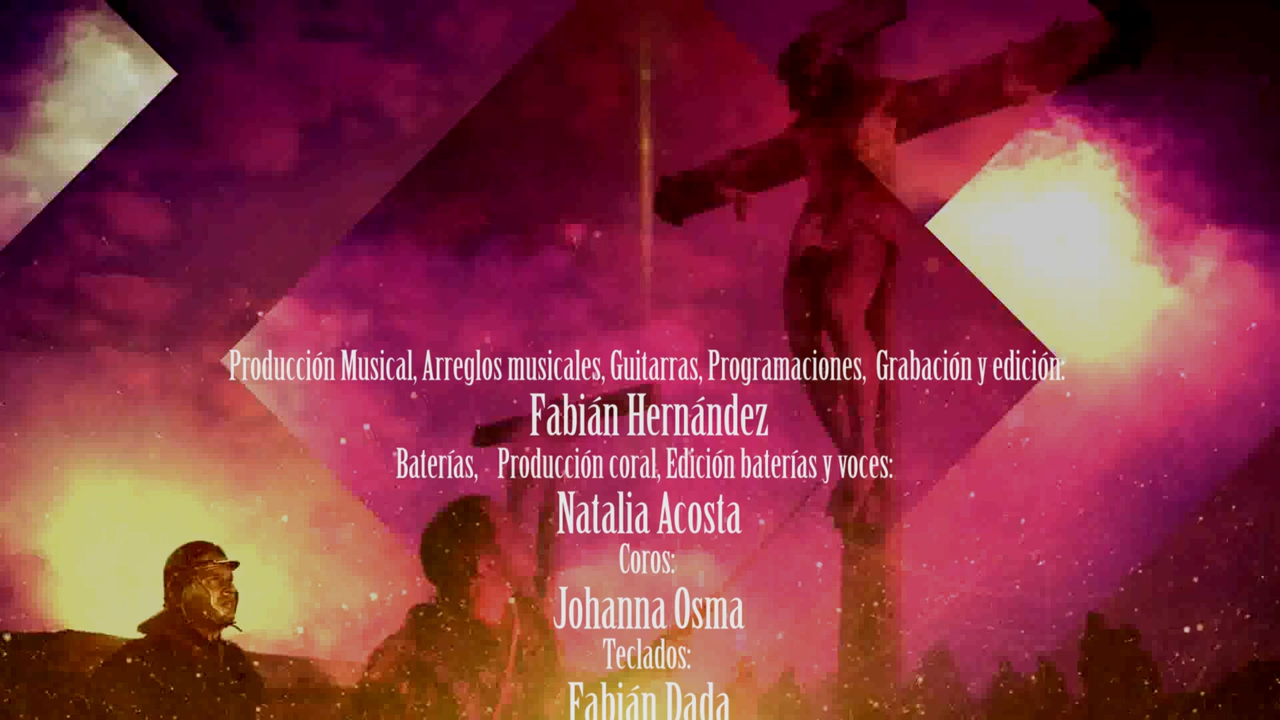 Producción Musical, Arreglos musicales, Guitarras, Programaciones, Grabación y edición:
Fabián Hernández
Baterías, Producción coral, Edición baterías y voces:
Natalia Acosta
Coros:
Johanna Osma
Teclados:
Fabián Dada